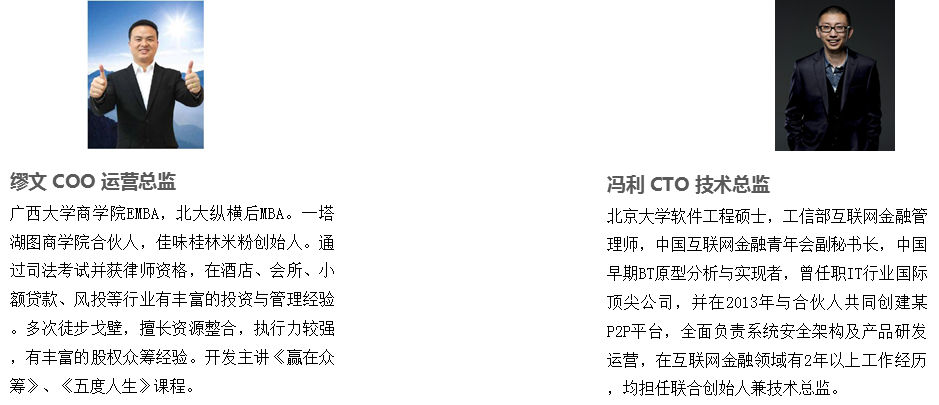 缪文 COO 运营总监
广西大学商学院EMBA，北大纵横后MBA。一塔
湖图商学院合伙人，佳味桂林米粉创始人。通
过司法考试并获律师资格，在酒店、会所、小
额贷款、风投等行业有丰富的投资与管理经验
。多次徒步戈壁，擅长资源整合，执行力较强
，有丰富的股权众筹经验。开发主讲《赢在众
筹》、《五度人生》课程。
冯利 CTO 技术总监
北京大学软件工程硕士，工信部互联网金融管
理师，中国互联网金融青年会副秘书长，中国
早期BT原型分析与实现者，曾任职IT行业国际
顶尖公司，并在2013年与合伙人共同创建某
P2P平台，全面负责系统安全架构及产品研发
运营，在互联网金融领域有2年以上工作经历
，均担任联合创始人兼技术总监。